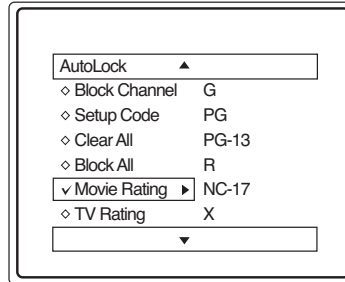 AutoLock
Block Channel G
Setup Code PG
Clear All PG-13
Block All R
Movie Rating NC-17
TV Rating X